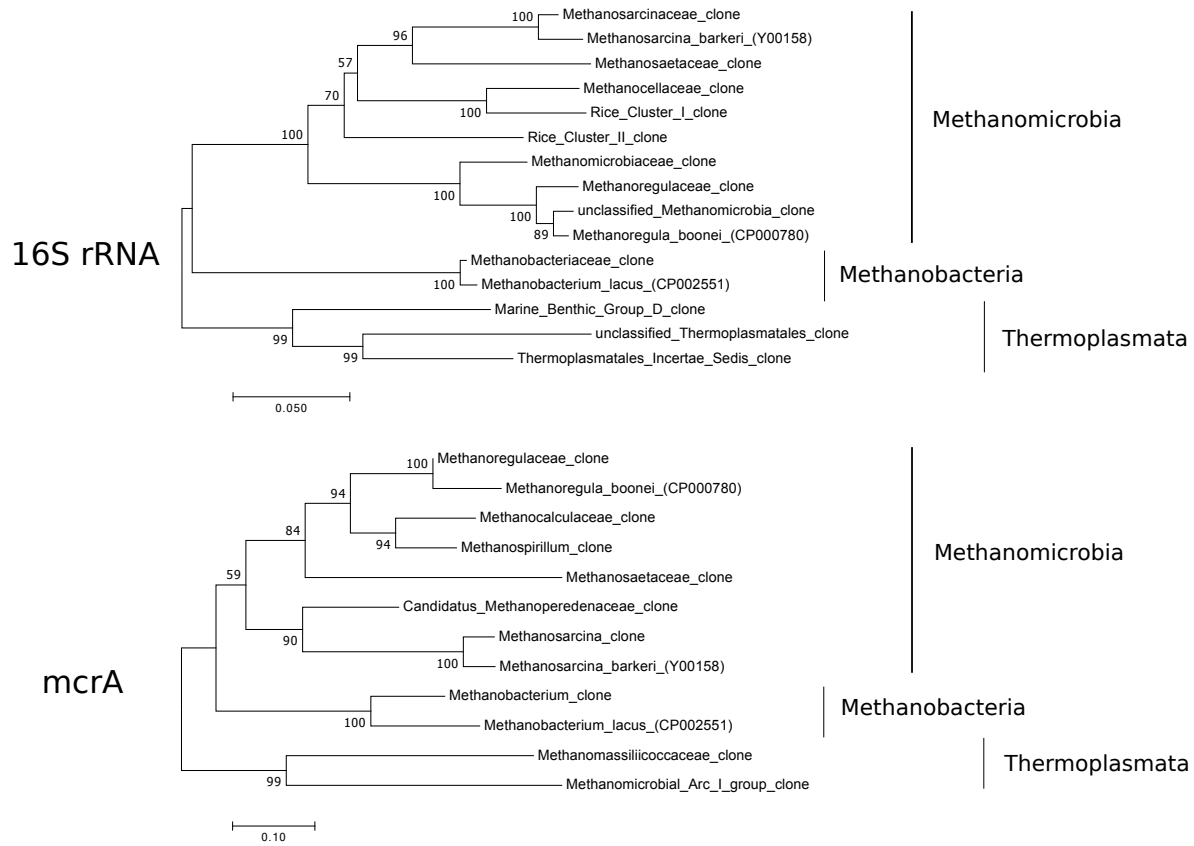 16S rRNA
100
Methanosarcinaceae_clone
Methanosarcina_barkeri_(Y00158)
96
Methanosaetaceae_clone
57
Methanocellaceae_clone
100
Rice_Cluster_I_clone
70
Rice_Cluster_II_clone
100
Methanomicrobiaceae_clone
100
Methanoregulaceae_clone
100
unclassified_Methanomicrobia_clone
89
Methanoregula_boonei_(CP000780)
Methanomicrobia
Methanobacteriaceae_clone
100
Methanobacterium_lacus_(CP002551)
Methanobacteria
Marine_Benthic_Group_D_clone
99
unclassified_Thermoplasmatales_clone
99
Thermoplasmatales_Incertae_Sedis_clone
Thermoplasmata
0.050
mcrA
100
Methanoregulaceae_clone
Methanoregula_boonei_(CP000780)
94
Methanocalculaceae_clone
94
Methanospirillum_clone
84
Methanosaetaceae_clone
59
Candidatus_Methanoperedenaceae_clone
90
Methanosarcina_clone
100
Methanosarcina_barkeri_(Y00158)
Methanomicrobia
Methanobacterium_clone
100
Methanobacterium_lacus_(CP002551)
Methanobacteria
Methanomassiliicoccaceae_clone
99
Methanomicrobial_Arc_I_group_clone
Thermoplasmata
0.10